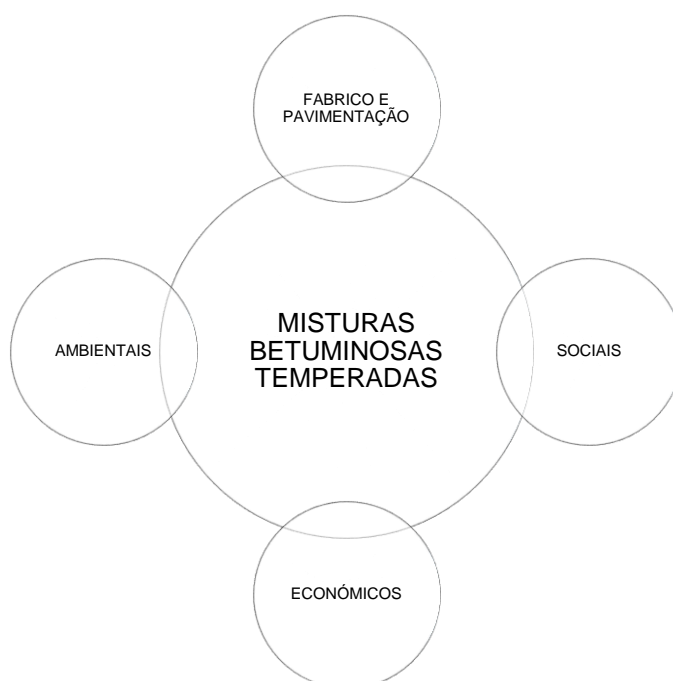 FABRICO E
PAVIMENTAÇÃO
MISTURAS
BETUMINOSAS
TEMPERADAS
AMBIENTAIS
SOCIAIS
ECONÓMICOS